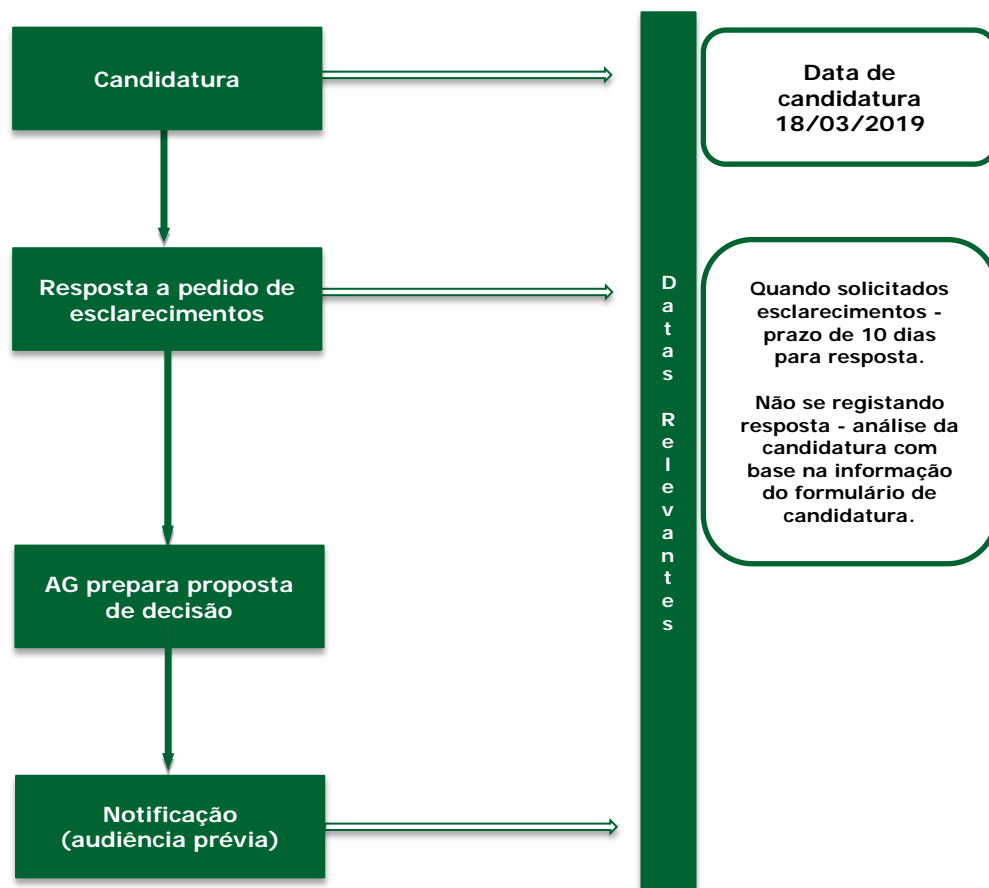 Candidatura
Data de
candidatura
18/03/2019
Resposta a pedido de
esclarecimentos
Datas Relevantes
Quando solicitados
esclarecimentos -
prazo de 10 dias
para resposta.
Não se registando
resposta - análise da
candidatura com
base na informação
do formulário de
candidatura.
AG prepara proposta
de decisão
Notificação
(audiência prévia)